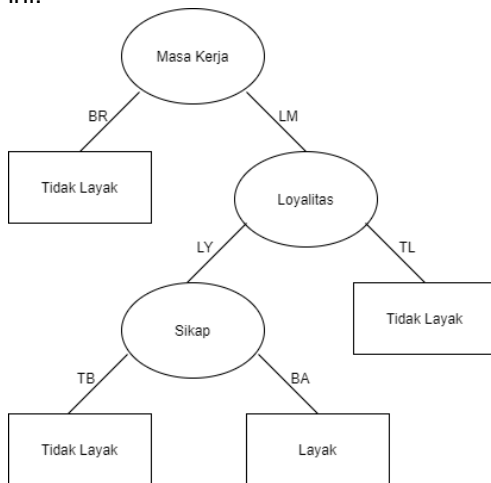 Masa Kerja
BR
LM
Tidak Layak
Loyalitas
LY
TL
Sikap
Tidak Layak
TB
BA
Tidak Layak
Layak